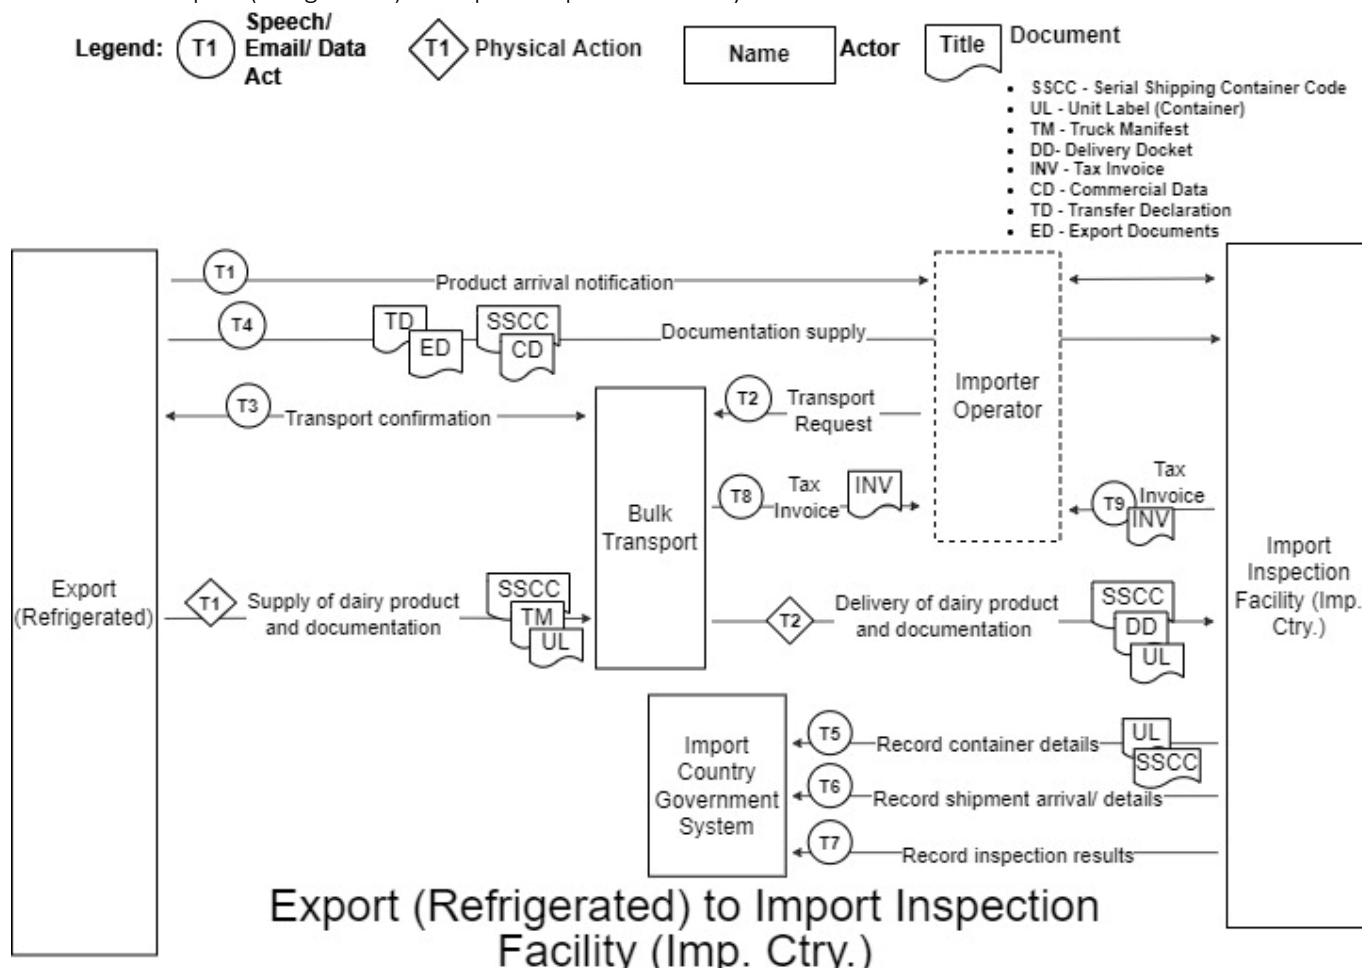 Legend:
T1
Speech/
Email/ Data
Act
T1
Physical Action
Name
Actor
Title
Document
• SSCC - Serial Shipping Container Code
• UL - Unit Label (Container)
• TM - Truck Manifest
• DD- Delivery Docket
• INV - Tax Invoice
• CD - Commercial Data
• TD - Transfer Declaration
• ED - Export Documents
T1
Product arrival notification
T4
TD
ED
SSCC
CD
Documentation supply
Importer
Operator
T3
Transport confirmation
T2
Transport
Request
T8
Tax
Invoice
INV
T9
Tax
Invoice
INV
Bulk
Transport
Export
(Refrigerated)
Import
Inspection
Facility (Imp.
Ctry.)
T1
Supply of dairy product
and documentation
SSCC
TM
UL
T2
Delivery of dairy product
and documentation
SSCC
DD
UL
Import
Country
Government
System
T5
Record container details
UL
SSCC
T6
Record shipment arrival/ details
T7
Record inspection results
Export (Refrigerated) to Import Inspection
Facility (Imp. Ctry.)